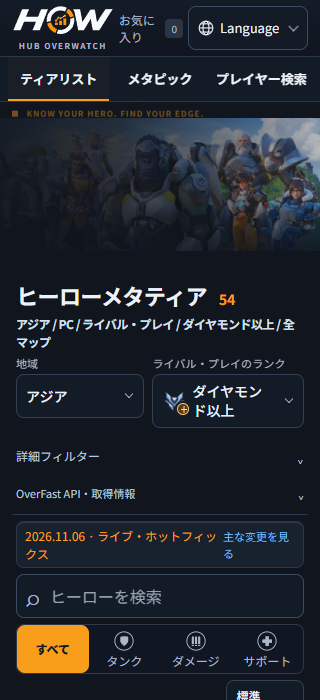 HOW
HUB OVERWATCH
お気に
入り
0
Language
ティアリスト
メタピック
プレイヤー検索
KNOW YOUR HERO. FIND YOUR EDGE.
ヒーローメタティア 54
アジア / PC / ライバル・プレイ / ダイヤモンド以上 / 全
マップ
地域
ライバル・プレイのランク
アジア
ダイヤモン
ド以上
詳細フィルター
OverFast API・取得情報
2026.11.06 · ライブ・ホットフィッ
クス
主な変更を見
る
ヒーローを検索
すべて
タンク
ダメージ
サポート
標準